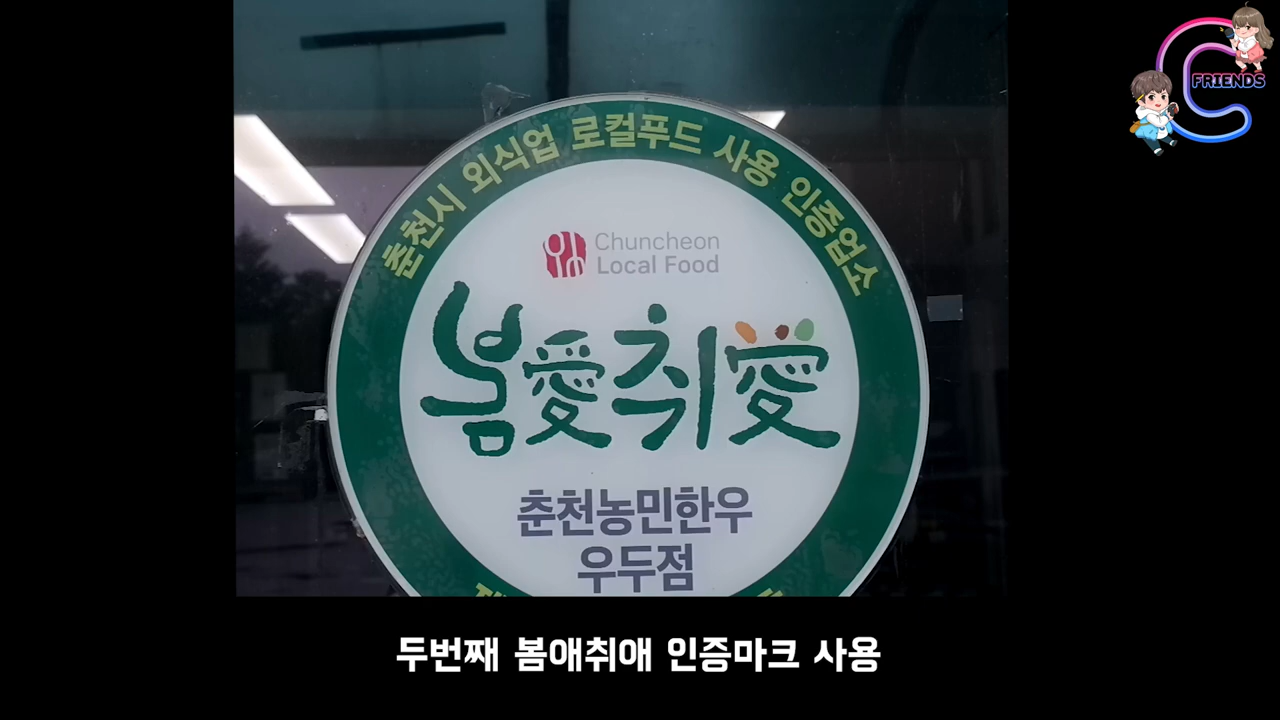 FRIENDS
춘천시 외식업 로컬푸드 사용 인증업소
Chuncheon
Local Food
봄愛취愛
춘천농민한우
우두점
두번째 봄애취애 인증마크 사용